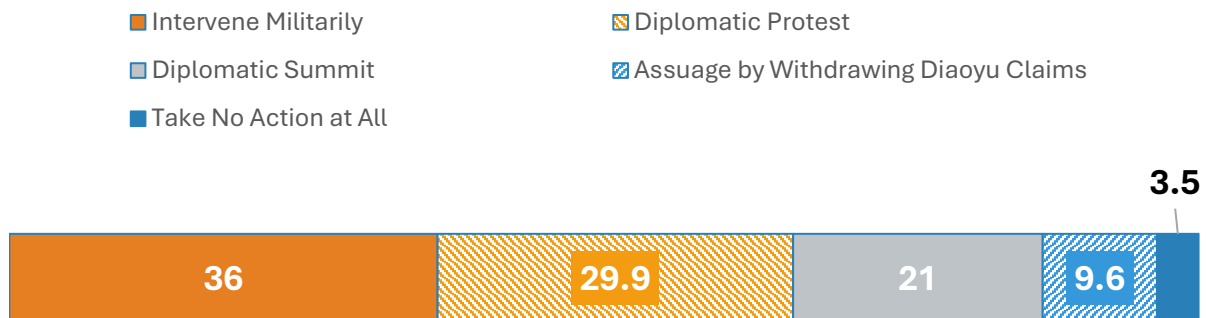 Intervene Militarily
Diplomatic Protest
Diplomatic Summit
Assuage by Withdrawing Diaoyu Claims
Take No Action at All
3.5
36
29.9
21
9.6